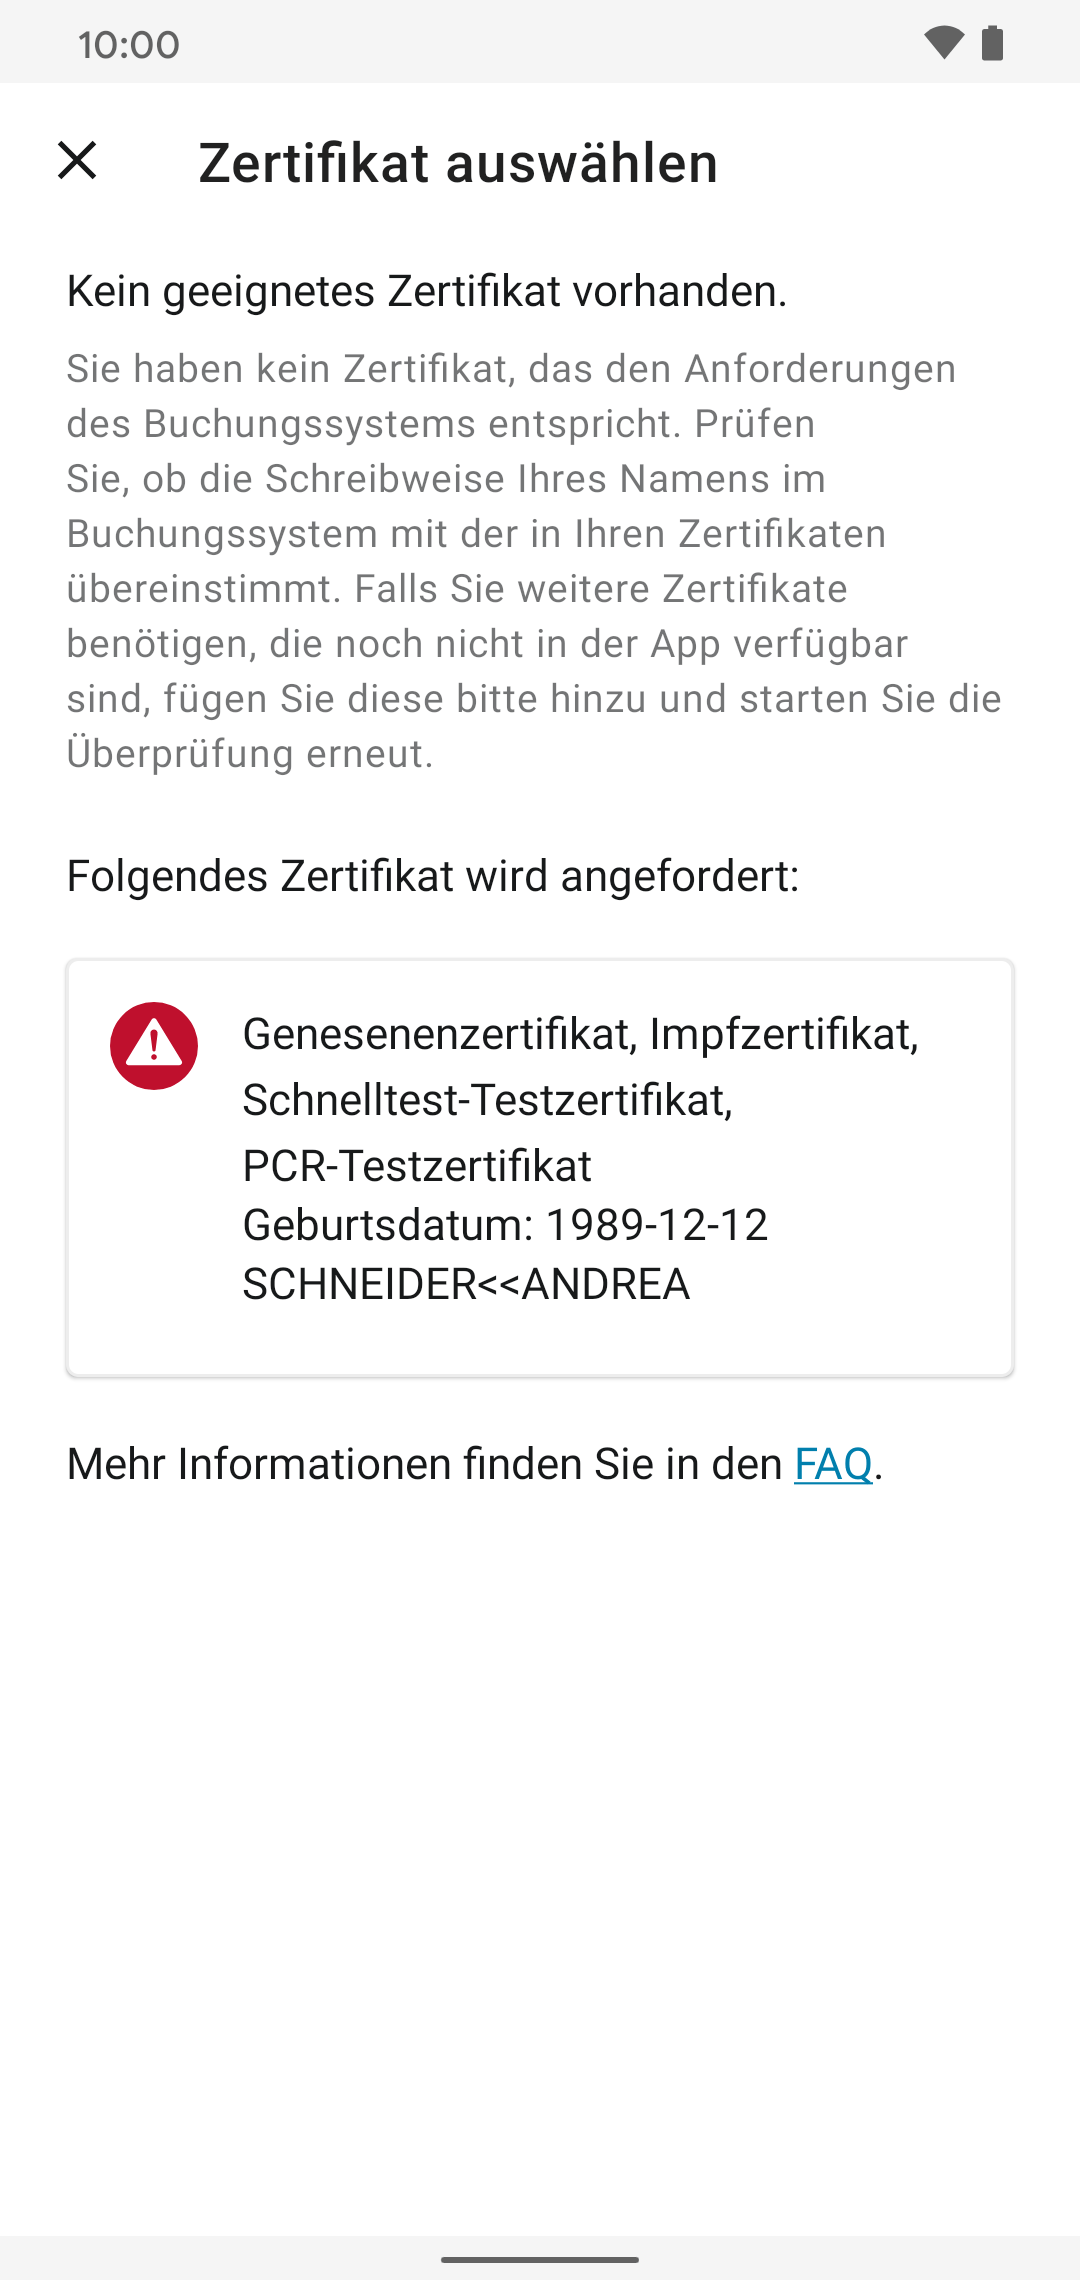 10:00
Zertifikat auswählen
Kein geeignetes Zertifikat vorhanden.
Sie haben kein Zertifikat, das den Anforderungen
des Buchungssystems entspricht. Prüfen
Sie, ob die Schreibweise Ihres Namens im
Buchungssystem mit der in Ihren Zertifikaten
übereinstimmt. Falls Sie weitere Zertifikate
benötigen, die noch nicht in der App verfügbar
sind, fügen Sie diese bitte hinzu und starten Sie die
Überprüfung erneut.
Folgendes Zertifikat wird angefordert:
Genesenenzertifikat, Impfzertifikat,
Schnelltest-Testzertifikat,
PCR-Testzertifikat
Geburtsdatum: 1989-12-12
SCHNEIDER<<ANDREA
Mehr Informationen finden Sie in den FAQ.